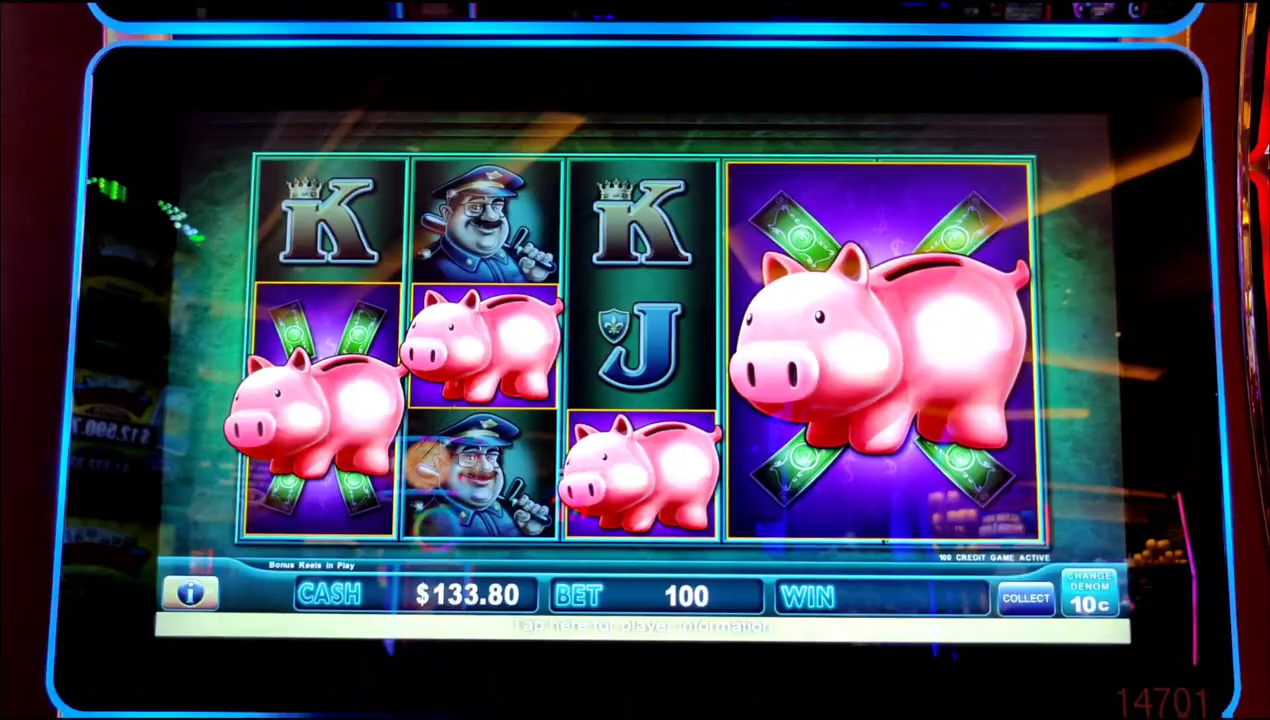 K
K
J
Bonus Reels in Play
100 CREDIT GAME ACTIVE
CASH $133.80 BET 100 WIN
COLLECT
CHANGE
DENOM
10¢
Tap here for player information
14701